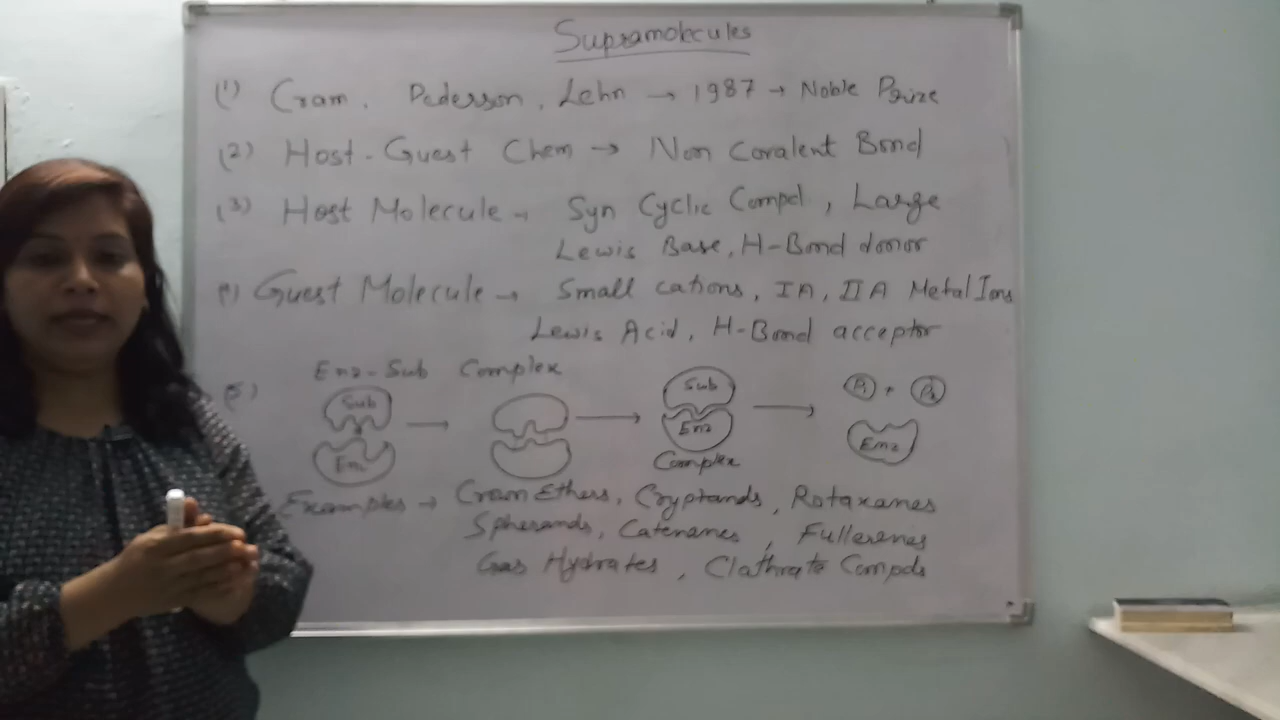 Supramolecules
(1) Cram, Pederson, Lehn → 1987 → Noble Prize
(2) Host-Guest Chem → Non Covalent Bond
(3) Host Molecule → Syn Cyclic Compd, Large
Lewis Base, H-Bond donor
Guest Molecule → Small cations, IA, IIA Metal Ions
Lewis Acid, H-Bond acceptor
(5) Enz-Sub Complex
Sub Sub P1 + P2
Enz Enz Enz
Complex
Examples → Crown Ethers, Cryptands, Rotaxanes
Spherands, Catenanes, Fullerenes
Gas Hydrates, Clathrate Compds